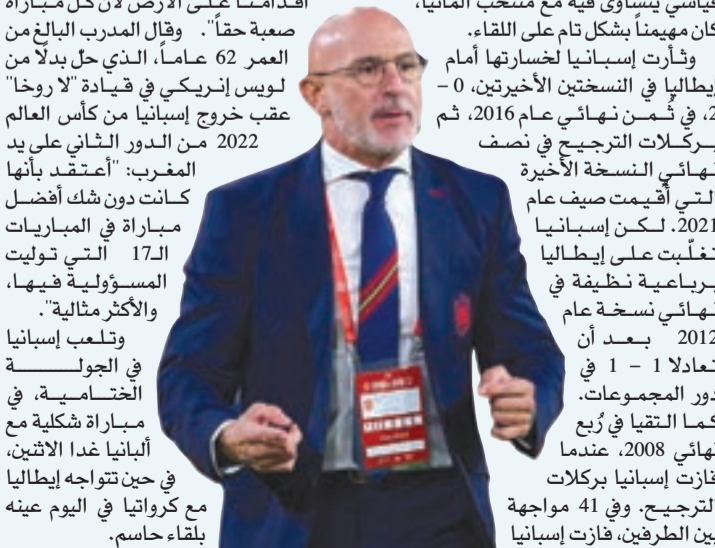 قياسي يتساوى فيه مع منتخب ألمانيا،
كان مهيمناً بشكل تام على اللقاء.
وثأرت إسبانيا لخسارتها أمام
إيطاليا في النسختين الأخيرتين، 0 –
2، في ثُمن نهائي عام 2016، ثم
بركلات الترجيح في نصف
نهائي النسخة الأخيرة
التي أُقيمت صيف عام
2021. لكن إسبانيا
تغلّبت على إيطاليا
برباعية نظيفة في
نهائي نسخة عام
2012 بعد أن
تعادلا 1 – 1 في
دور المجموعات.
كما التقيا في رُبع
نهائي 2008، عندما
فازت إسبانيا بركلات
الترجيح. وفي 41 مواجهة
بين الطرفين، فازت إسبانيا
أقدامنا على الأرض لأن كل مباراة
صعبة حقاً". وقال المدرب البالغ من
العمر 62 عاماً، الذي حلّ بدلًا من
لويس إنريكي في قيادة "لا روخا"
عقب خروج إسبانيا من كأس العالم
2022 من الدور الثاني على يد
المغرب: "أعتقد بأنها
كانت دون شك أفضل
مباراة في المباريات
الـ17 التي توليت
المسؤولية فيها،
والأكثر مثالية".
وتلعب إسبانيا
في الجولة
الختامية، في
مباراة شكلية مع
ألبانيا غدا الاثنين،
في حين تتواجه إيطاليا
مع كرواتيا في اليوم عينه
بلقاء حاسم.